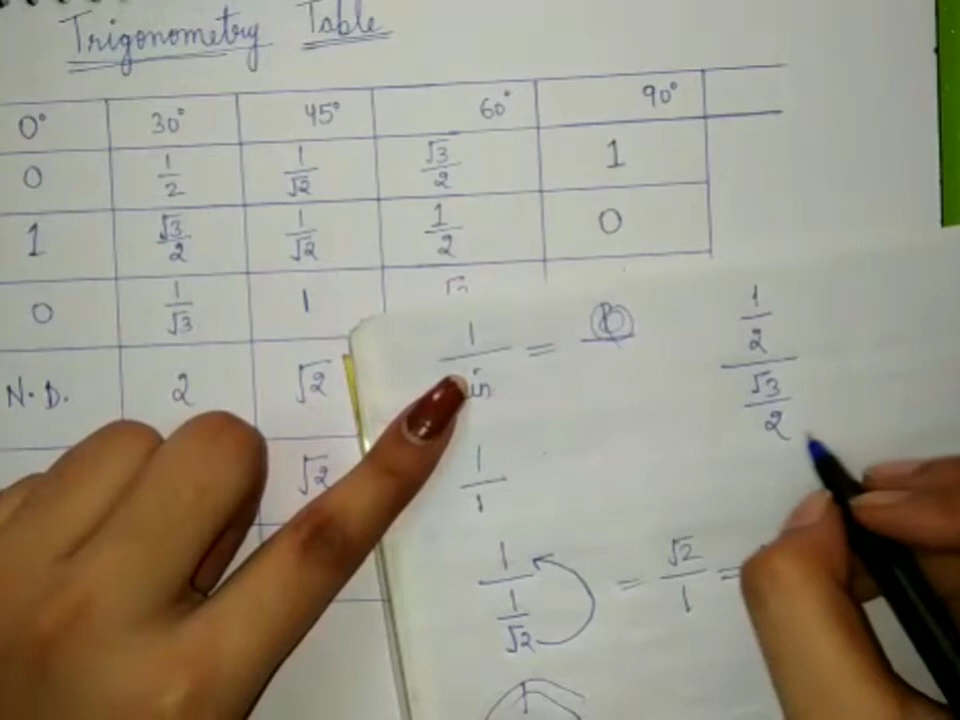 Trigonometry Table
0° 30° 45° 60° 90°
0 1/2 1/√2 √3/2 1
1 √3/2 1/√2 1/2 0
0 1/√3 1
N.D. 2 √2
√2
1/in =
1/1
1/(1/√2) = √2/1 =
(1/2)/(√3/2)